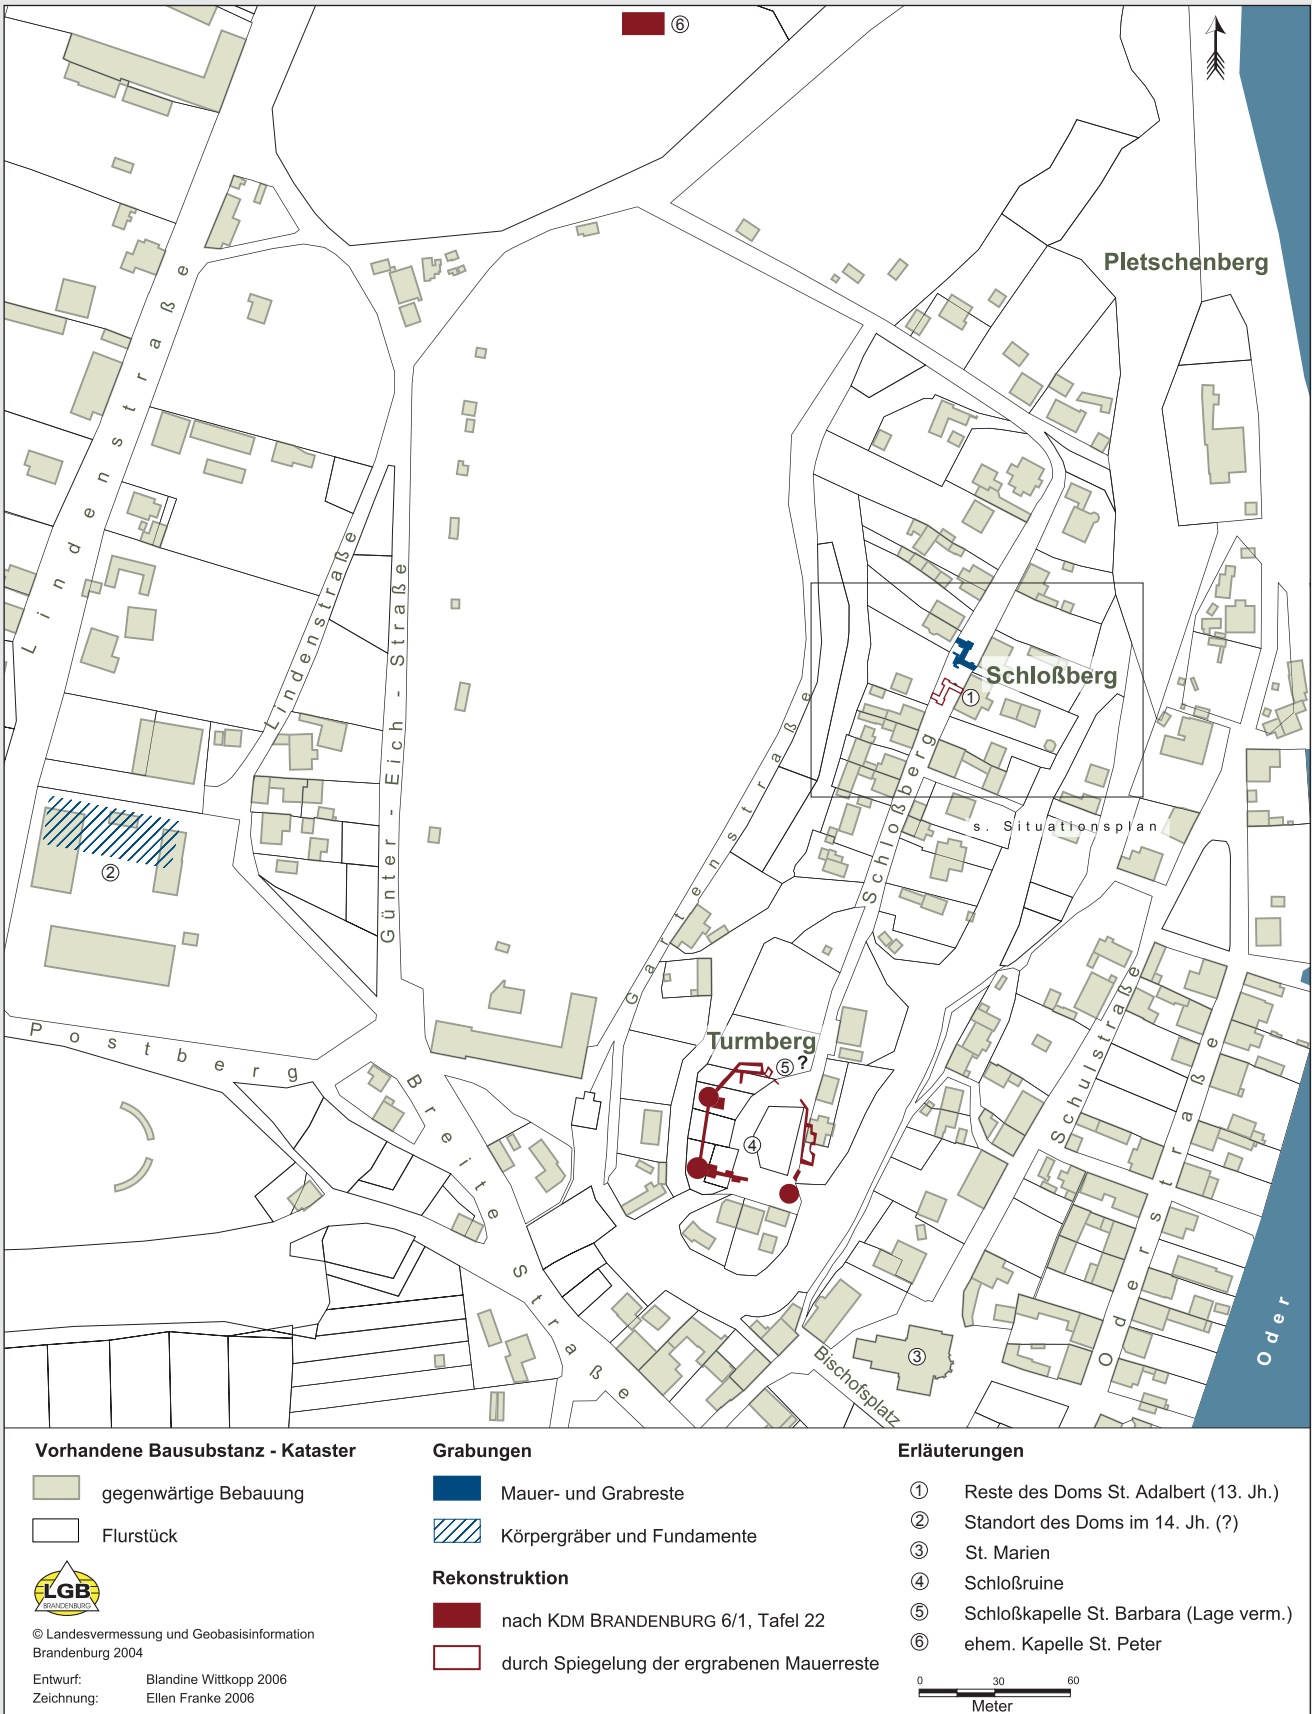 ⑥
Pletschenberg
Lindenstraße
Lindenstraße
Günter-Eich-Straße
Schloßberg
①
Gartenstraße
Schloßberg
s. Situationsplan
②
Schulstraße
Postberg
Turmberg
⑤ ?
④
Breite Straße
Oderstraße
Oder
③
Bischofsplatz
Vorhandene Bausubstanz - Kataster
gegenwärtige Bebauung
Flurstück
LGB
BRANDENBURG
© Landesvermessung und Geobasisinformation
Brandenburg 2004
Entwurf: Blandine Wittkopp 2006
Zeichnung: Ellen Franke 2006
Grabungen
Mauer- und Grabreste
Körpergräber und Fundamente
Rekonstruktion
nach KDM BRANDENBURG 6/1, Tafel 22
durch Spiegelung der ergrabenen Mauerreste
Erläuterungen
① Reste des Doms St. Adalbert (13. Jh.)
② Standort des Doms im 14. Jh. (?)
③ St. Marien
④ Schloßruine
⑤ Schloßkapelle St. Barbara (Lage verm.)
⑥ ehem. Kapelle St. Peter
0 30 60
Meter